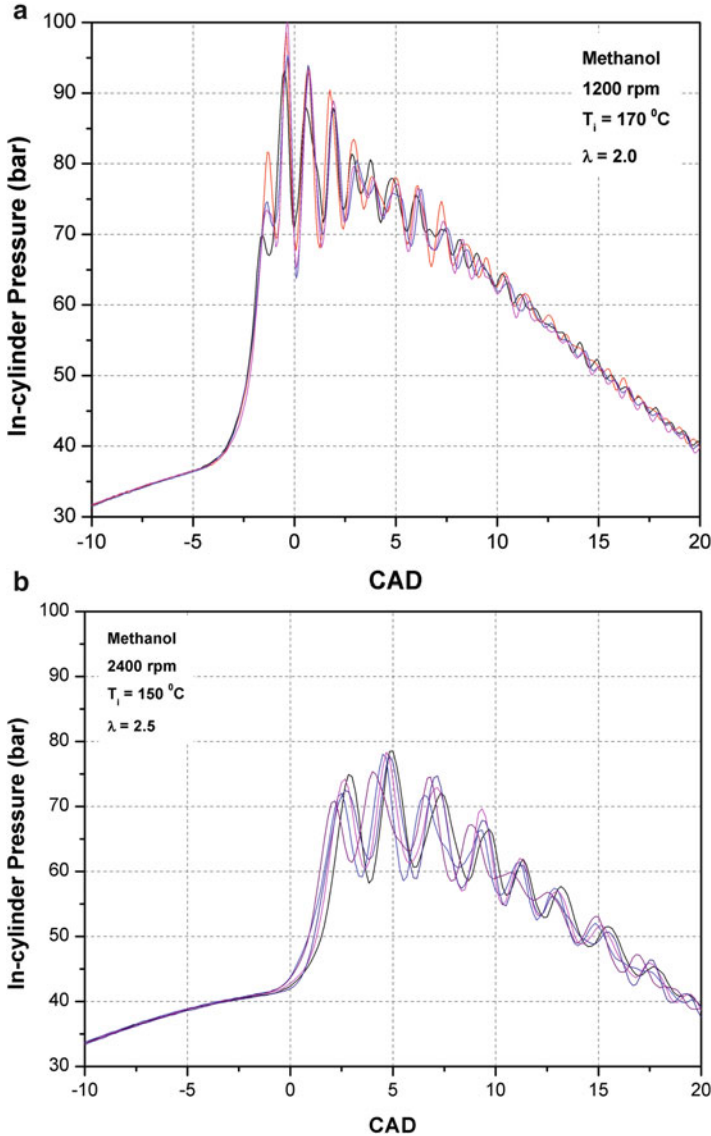 a
In-cylinder Pressure (bar)
100
90
80
70
60
50
40
30
Methanol
1200 rpm
Ti = 170 ⁰C
λ = 2.0
-10 -5 0 5 10 15 20
CAD
b
In-cylinder Pressure (bar)
100
90
80
70
60
50
40
30
Methanol
2400 rpm
Ti = 150 ⁰C
λ = 2.5
-10 -5 0 5 10 15 20
CAD